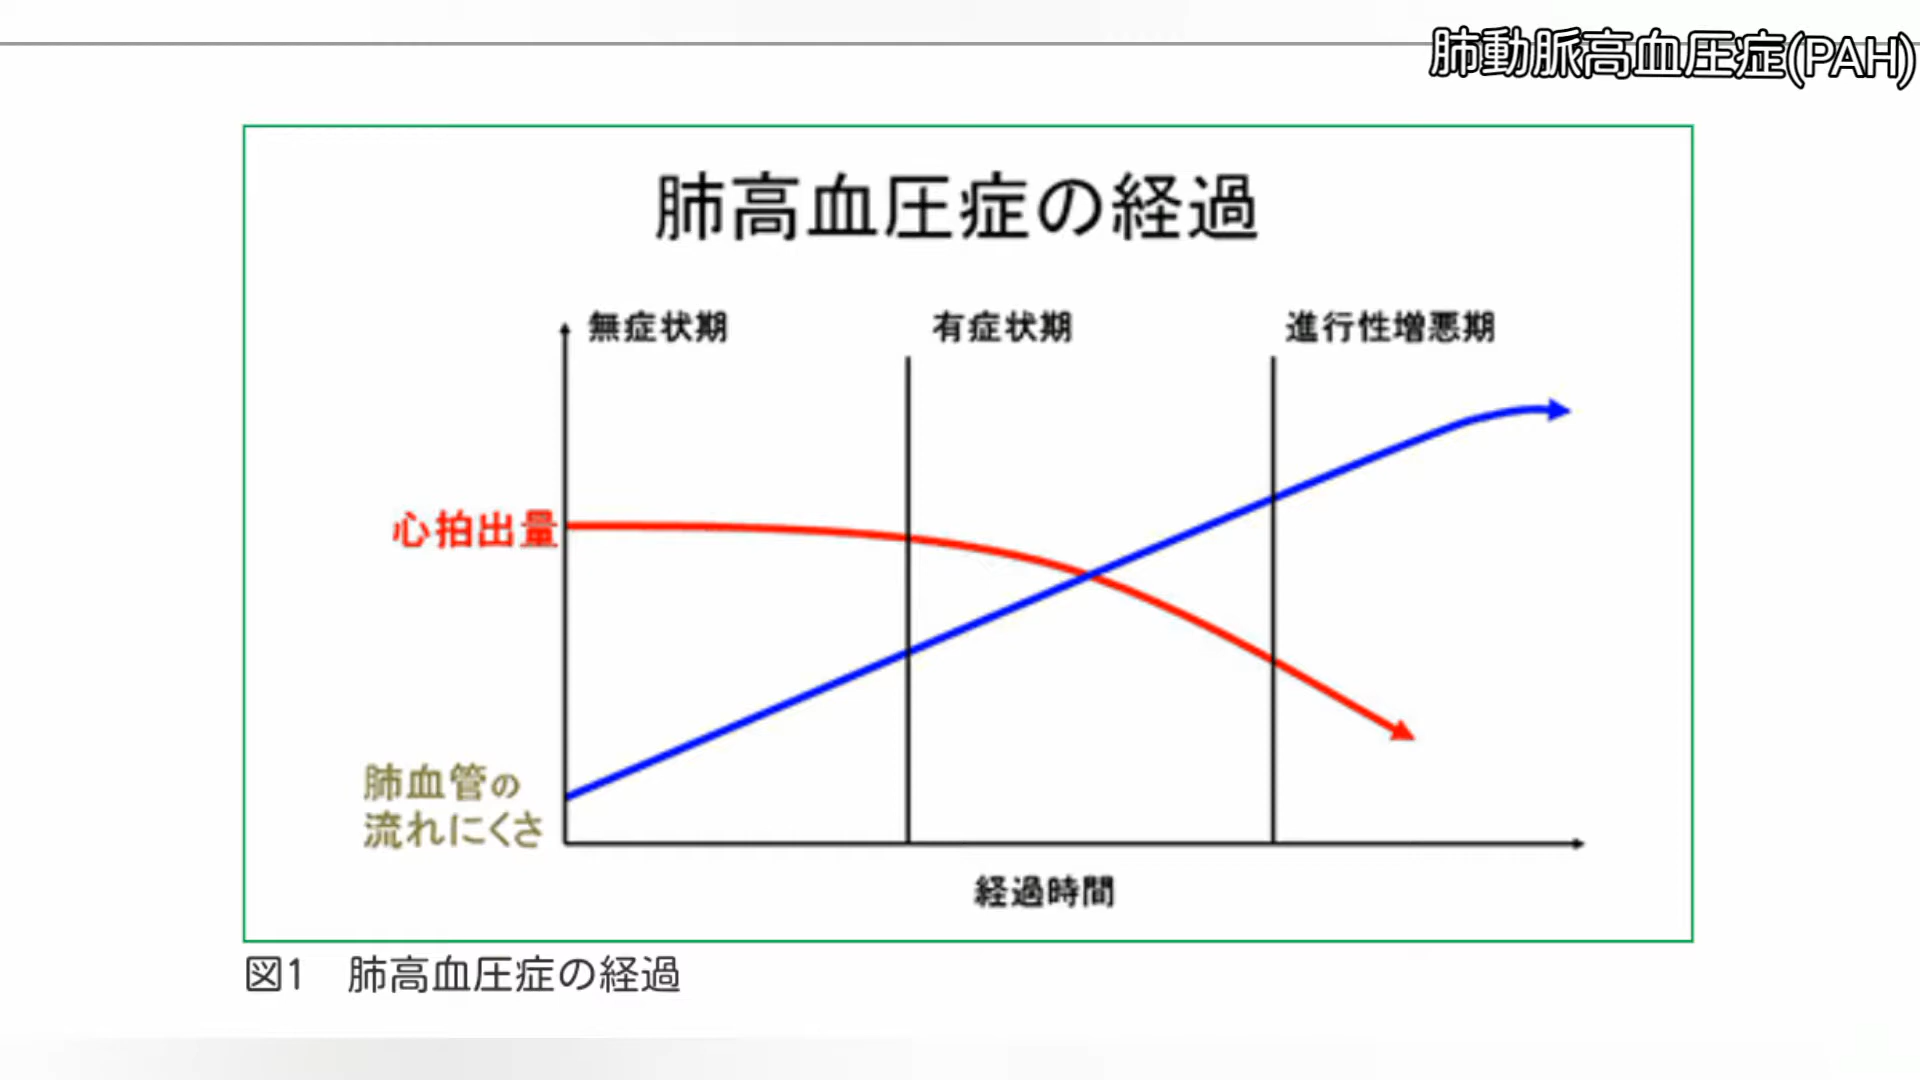 肺動脈高血圧症(PAH)
肺高血圧症の経過
無症状期
有症状期
進行性増悪期
心拍出量
肺血管の
流れにくさ
経過時間
図1 肺高血圧症の経過